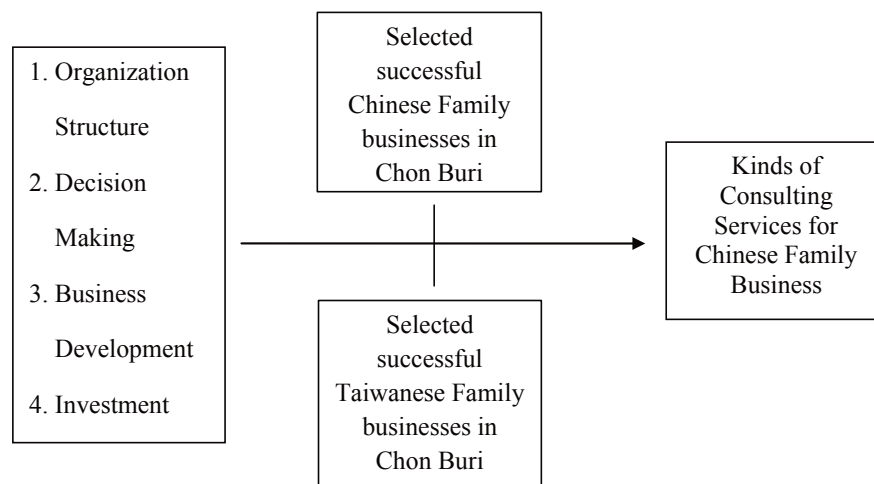 1. Organization
Structure
2. Decision
Making
3. Business
Development
4. Investment
Selected
successful
Chinese Family
businesses in
Chon Buri
Selected
successful
Taiwanese Family
businesses in
Chon Buri
Kinds of
Consulting
Services for
Chinese Family
Business